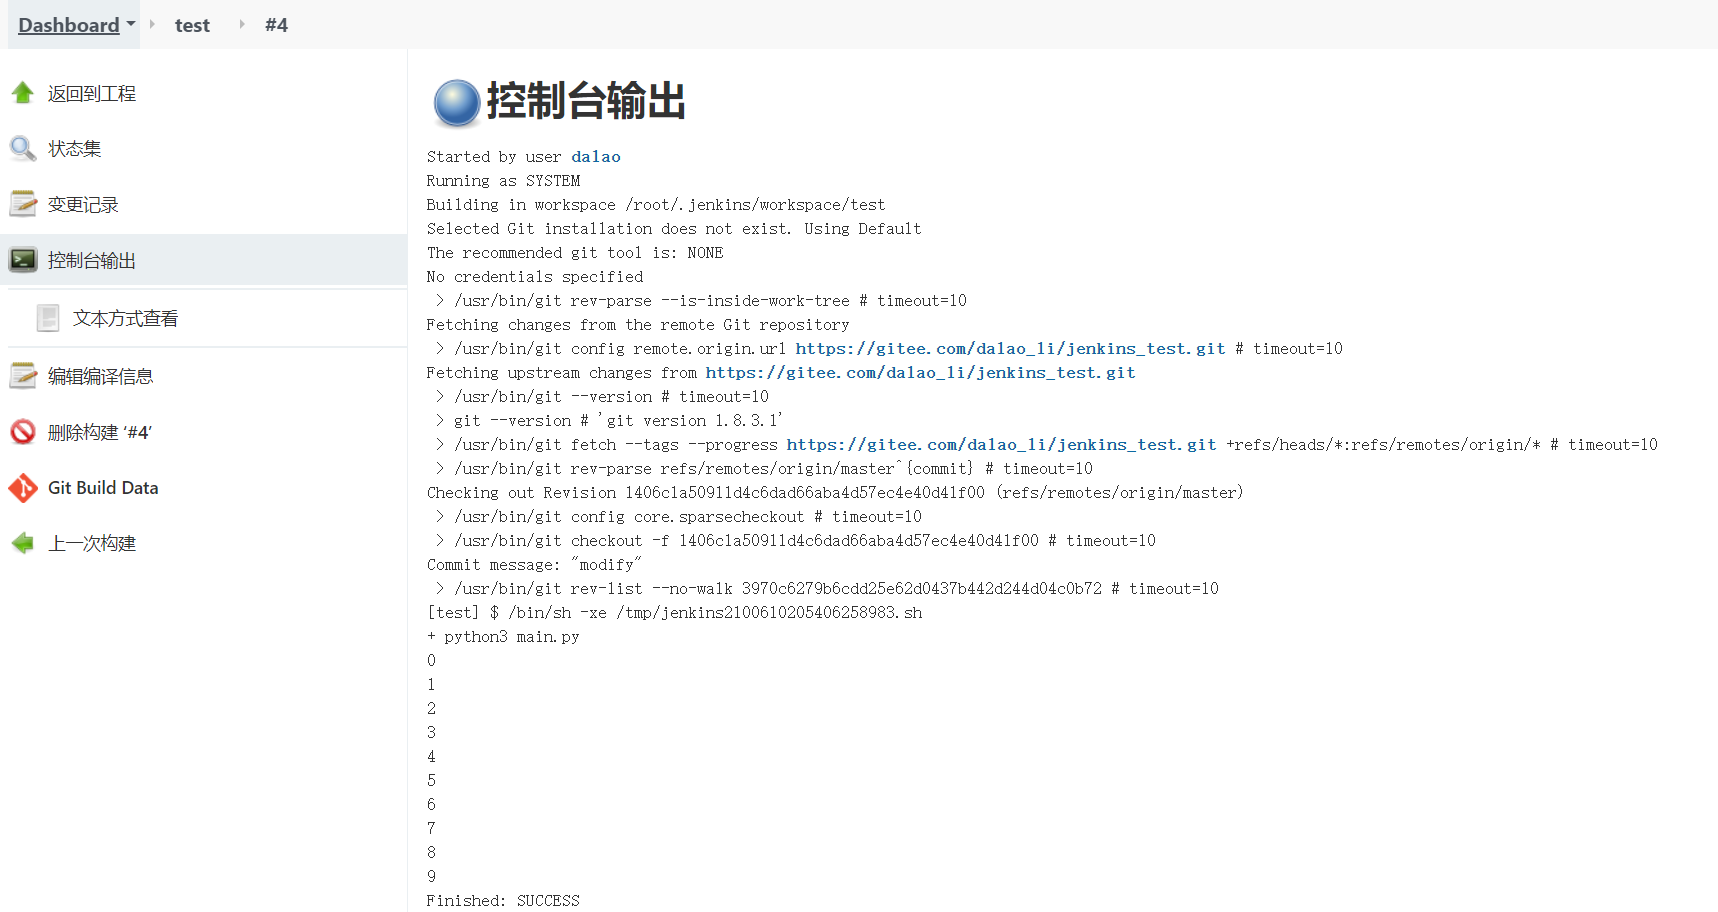 Dashboard test #4
返回到工程
状态集
变更记录
控制台输出
文本方式查看
编辑编译信息
删除构建 ‘#4’
Git Build Data
上一次构建
控制台输出
Started by user dalao
Running as SYSTEM
Building in workspace /root/.jenkins/workspace/test
Selected Git installation does not exist. Using Default
The recommended git tool is: NONE
No credentials specified
> /usr/bin/git rev-parse --is-inside-work-tree # timeout=10
Fetching changes from the remote Git repository
> /usr/bin/git config remote.origin.url https://gitee.com/dalao_li/jenkins_test.git # timeout=10
Fetching upstream changes from https://gitee.com/dalao_li/jenkins_test.git
> /usr/bin/git --version # timeout=10
> git --version # 'git version 1.8.3.1'
> /usr/bin/git fetch --tags --progress https://gitee.com/dalao_li/jenkins_test.git +refs/heads/*:refs/remotes/origin/* # timeout=10
> /usr/bin/git rev-parse refs/remotes/origin/master^{commit} # timeout=10
Checking out Revision 1406c1a50911d4c6dad66aba4d57ec4e40d41f00 (refs/remotes/origin/master)
> /usr/bin/git config core.sparsecheckout # timeout=10
> /usr/bin/git checkout -f 1406c1a50911d4c6dad66aba4d57ec4e40d41f00 # timeout=10
Commit message: "modify"
> /usr/bin/git rev-list --no-walk 3970c6279b6cdd25e62d0437b442d244d04c0b72 # timeout=10
[test] $ /bin/sh -xe /tmp/jenkins2100610205406258983.sh
+ python3 main.py
0
1
2
3
4
5
6
7
8
9
Finished: SUCCESS